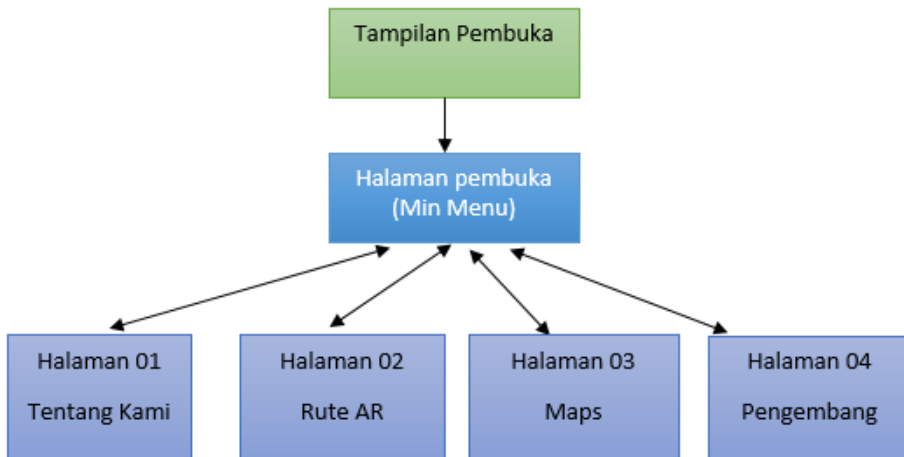 Tampilan Pembuka
Halaman pembuka
(Min Menu)
Halaman 01
Tentang Kami
Halaman 02
Rute AR
Halaman 03
Maps
Halaman 04
Pengembang